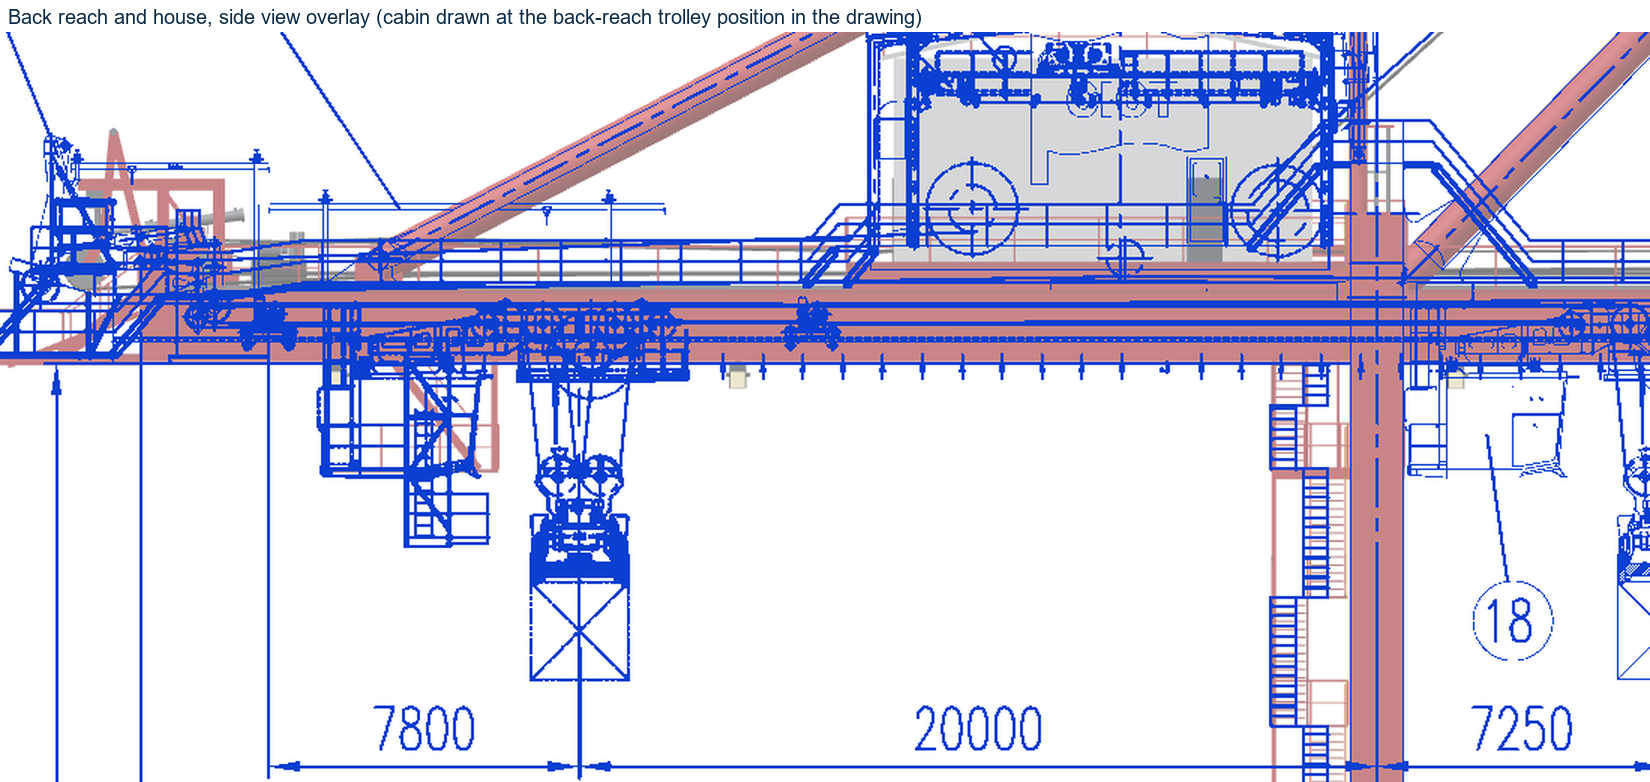 Back reach and house, side view overlay (cabin drawn at the back-reach trolley position in the drawing)
18
7800
20000
7250